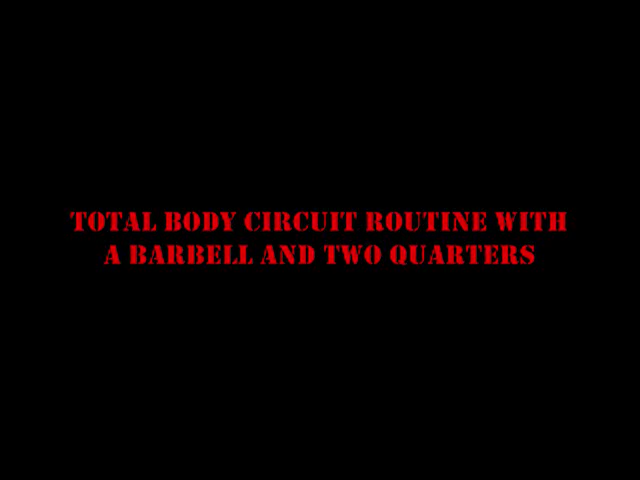 TOTAL BODY CIRCUIT ROUTINE WITH
A BARBELL AND TWO QUARTERS